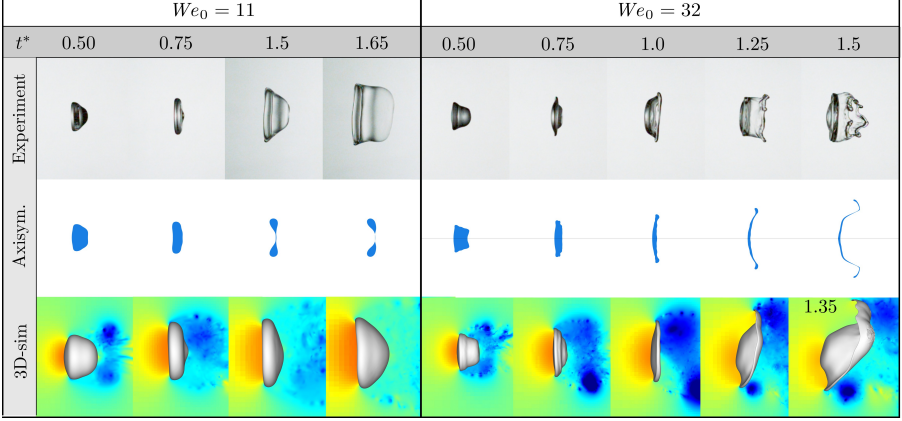 We₀ = 11 We₀ = 32
t* 0.50 0.75 1.5 1.65 0.50 0.75 1.0 1.25 1.5
Experiment
Axisym.
3D-sim
1.35